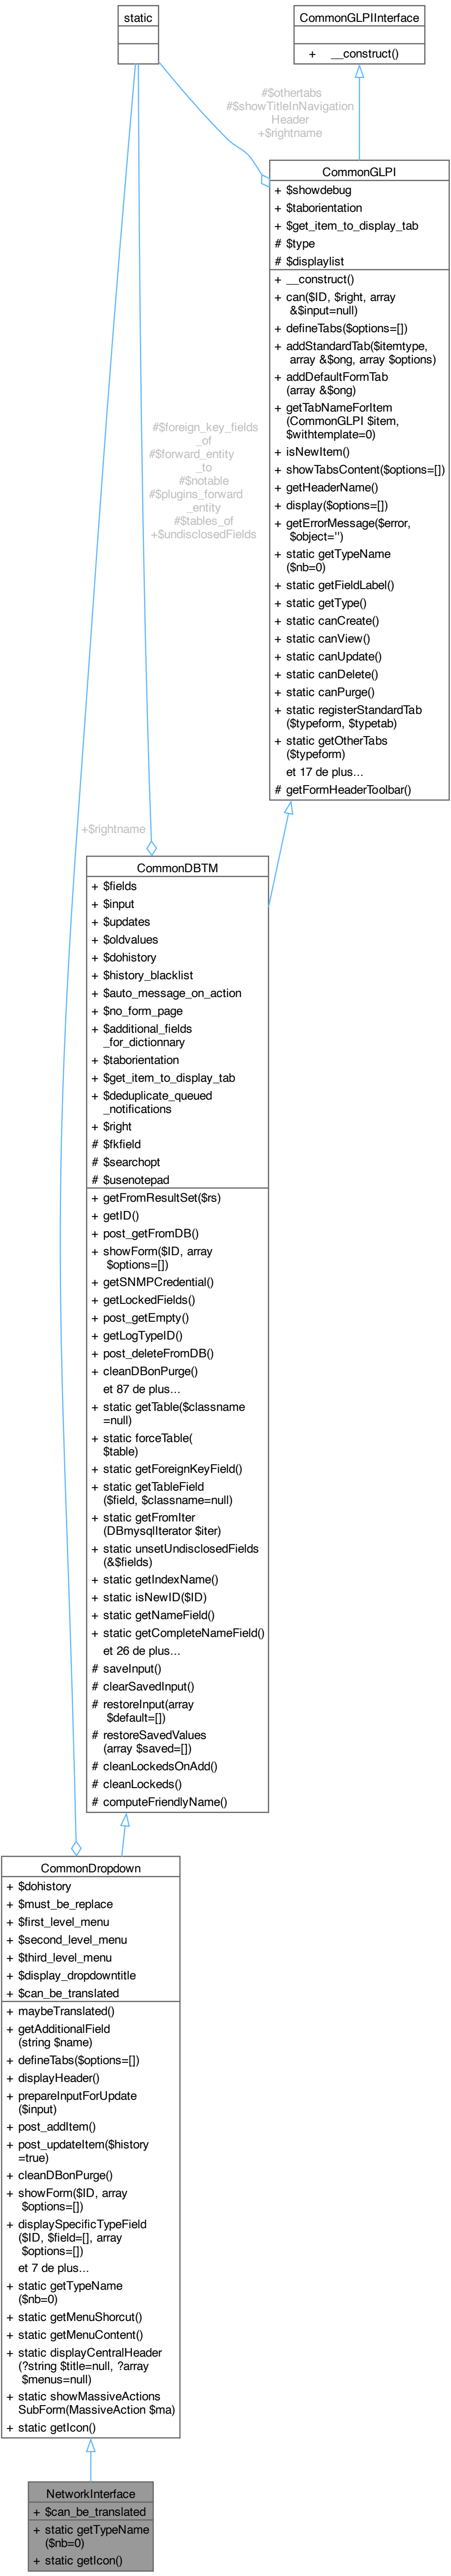 static
CommonGLPIInterface
+ __construct()
#$othertabs
#$showTitleInNavigation
Header
+$rightname
CommonGLPI
+ $showdebug
+ $taborientation
+ $get_item_to_display_tab
# $type
# $displaylist
+ __construct()
+ can($ID, $right, array
&$input=null)
+ defineTabs($options=[])
+ addStandardTab($itemtype,
array &$ong, array $options)
+ addDefaultFormTab
(array &$ong)
+ getTabNameForItem
(CommonGLPI $item,
$withtemplate=0)
+ isNewItem()
+ showTabsContent($options=[])
+ getHeaderName()
+ display($options=[])
+ getErrorMessage($error,
$object='')
+ static getTypeName
($nb=0)
+ static getFieldLabel()
+ static getType()
+ static canCreate()
+ static canView()
+ static canUpdate()
+ static canDelete()
+ static canPurge()
+ static registerStandardTab
($typeform, $typetab)
+ static getOtherTabs
($typeform)
et 17 de plus...
# getFormHeaderToolbar()
#$foreign_key_fields
_of
#$forward_entity
_to
#$notable
#$plugins_forward
_entity
#$tables_of
+$undisclosedFields
+$rightname
CommonDBTM
+ $fields
+ $input
+ $updates
+ $oldvalues
+ $dohistory
+ $history_blacklist
+ $auto_message_on_action
+ $no_form_page
+ $additional_fields
_for_dictionnary
+ $taborientation
+ $get_item_to_display_tab
+ $deduplicate_queued
_notifications
+ $right
# $fkfield
# $searchopt
# $usenotepad
+ getFromResultSet($rs)
+ getID()
+ post_getFromDB()
+ showForm($ID, array
$options=[])
+ getSNMPCredential()
+ getLockedFields()
+ post_getEmpty()
+ getLogTypeID()
+ post_deleteFromDB()
+ cleanDBonPurge()
et 87 de plus...
+ static getTable($classname
=null)
+ static forceTable(
$table)
+ static getForeignKeyField()
+ static getTableField
($field, $classname=null)
+ static getFromIter
(DBmysqlIterator $iter)
+ static unsetUndisclosedFields
(&$fields)
+ static getIndexName()
+ static isNewID($ID)
+ static getNameField()
+ static getCompleteNameField()
et 26 de plus...
# saveInput()
# clearSavedInput()
# restoreInput(array
$default=[])
# restoreSavedValues
(array $saved=[])
# cleanLockedsOnAdd()
# cleanLockeds()
# computeFriendlyName()
CommonDropdown
+ $dohistory
+ $must_be_replace
+ $first_level_menu
+ $second_level_menu
+ $third_level_menu
+ $display_dropdowntitle
+ $can_be_translated
+ maybeTranslated()
+ getAdditionalField
(string $name)
+ defineTabs($options=[])
+ displayHeader()
+ prepareInputForUpdate
($input)
+ post_addItem()
+ post_updateItem($history
=true)
+ cleanDBonPurge()
+ showForm($ID, array
$options=[])
+ displaySpecificTypeField
($ID, $field=[], array
$options=[])
et 7 de plus...
+ static getTypeName
($nb=0)
+ static getMenuShorcut()
+ static getMenuContent()
+ static displayCentralHeader
(?string $title=null, ?array
$menus=null)
+ static showMassiveActions
SubForm(MassiveAction $ma)
+ static getIcon()
NetworkInterface
+ $can_be_translated
+ static getTypeName
($nb=0)
+ static getIcon()